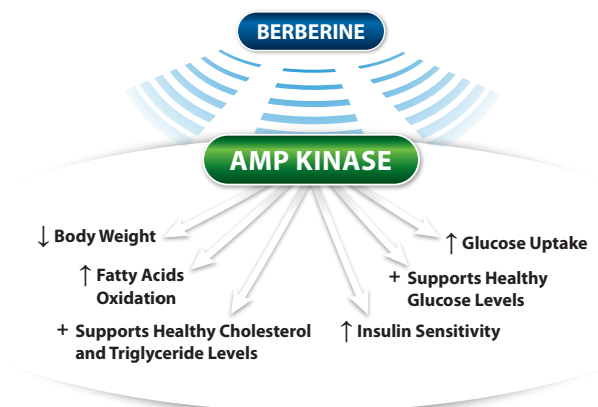 BERBERINE
AMP KINASE
↓ Body Weight
↑ Glucose Uptake
↑ Fatty Acids
Oxidation
+ Supports Healthy
Glucose Levels
+ Supports Healthy Cholesterol
and Triglyceride Levels
↑ Insulin Sensitivity